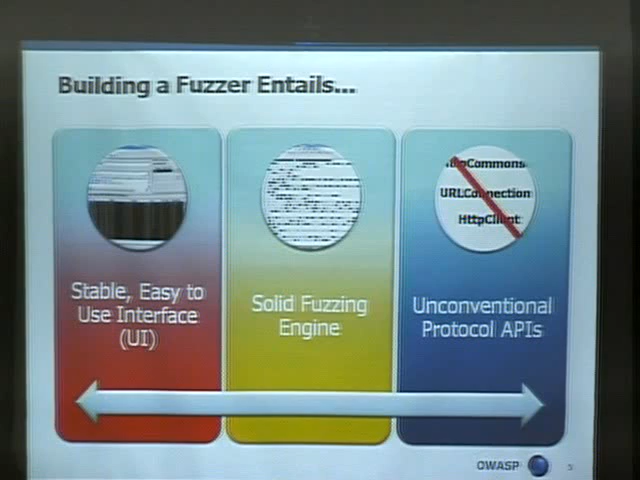 Building a Fuzzer Entails...
URLConnection
HttpClient
Stable, Easy to
Use Interface
(UI)
Solid Fuzzing
Engine
Unconventional
Protocol APIs
OWASP